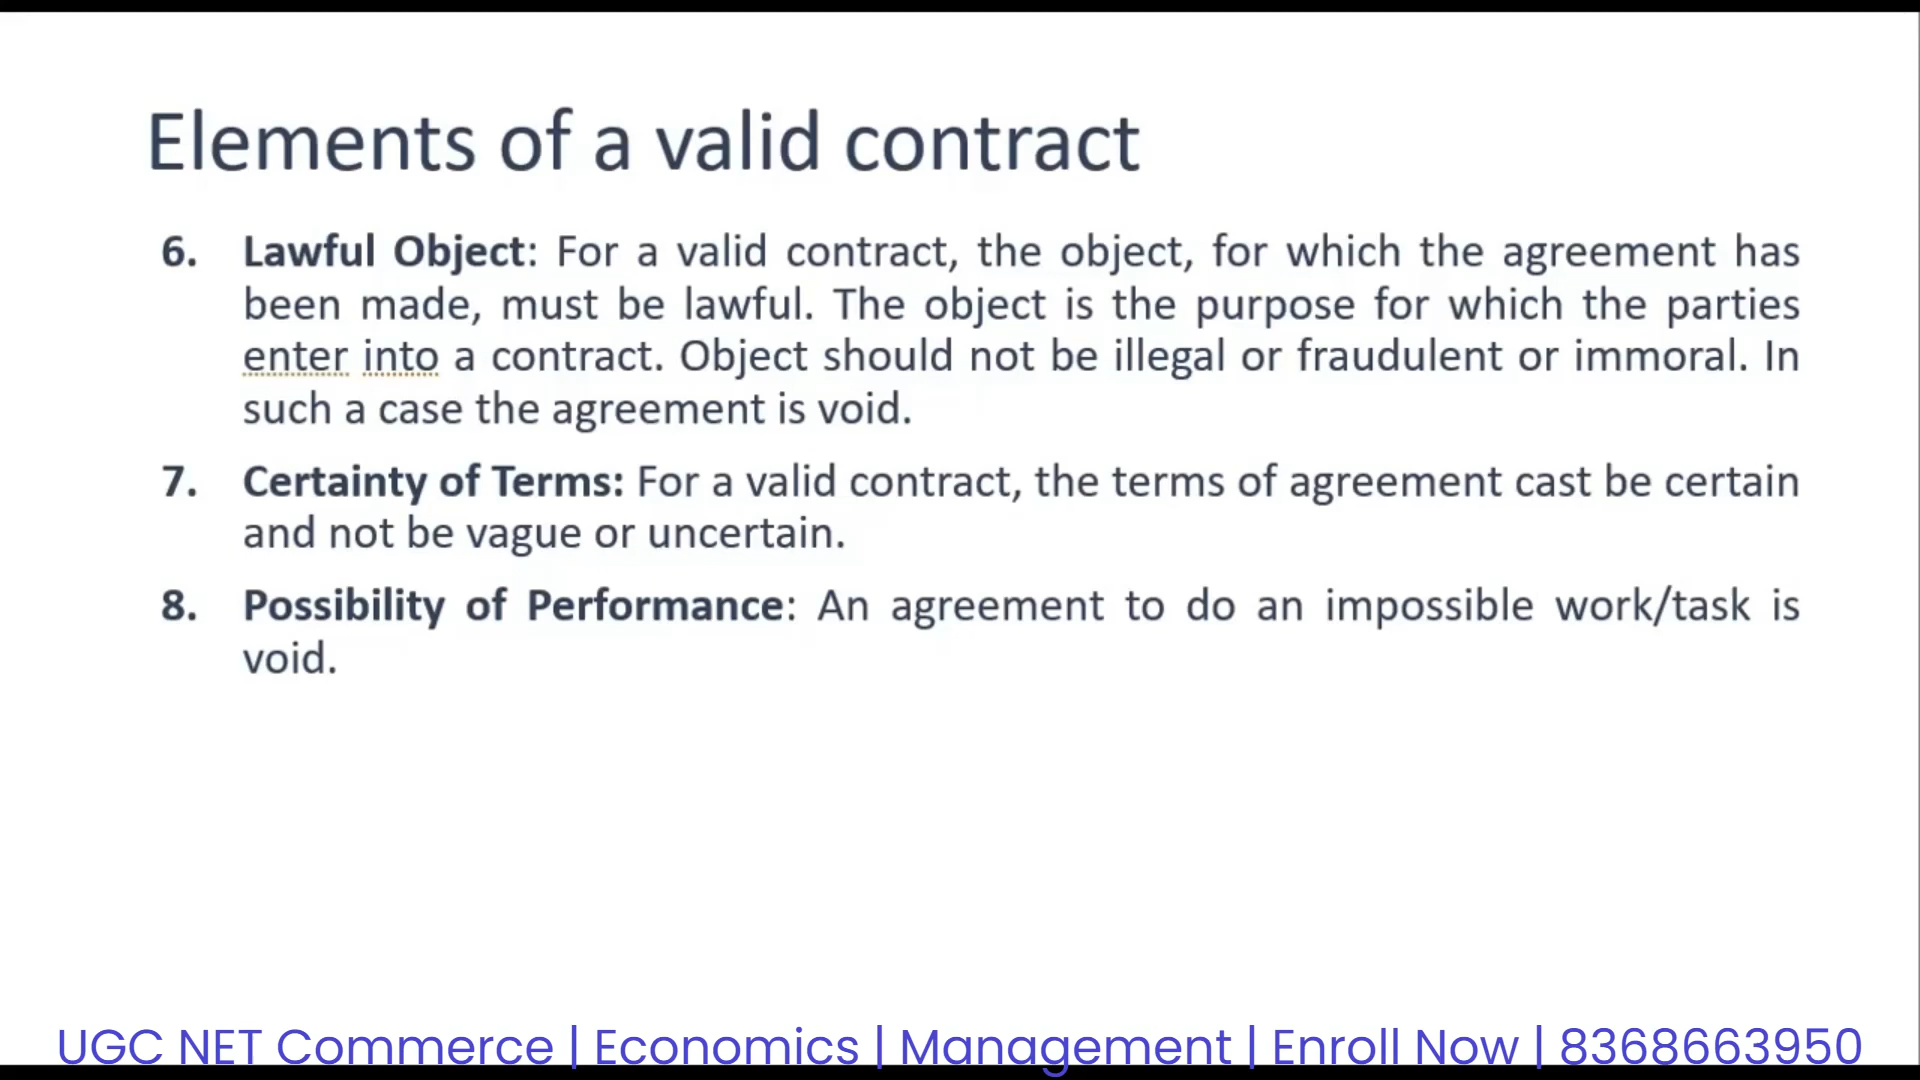 Elements of a valid contract
6. Lawful Object: For a valid contract, the object, for which the agreement has
been made, must be lawful. The object is the purpose for which the parties
enter into a contract. Object should not be illegal or fraudulent or immoral. In
such a case the agreement is void.
7. Certainty of Terms: For a valid contract, the terms of agreement cast be certain
and not be vague or uncertain.
8. Possibility of Performance: An agreement to do an impossible work/task is
void.
UGC NET Commerce | Economics | Management | Enroll Now | 8368663950